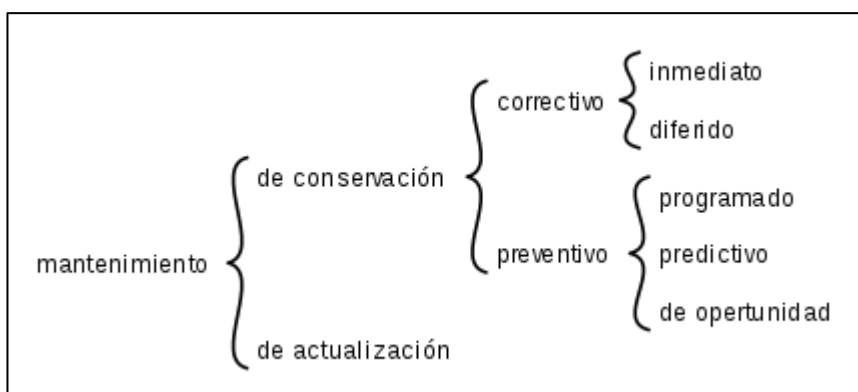 mantenimiento
de conservación
correctivo
inmediato
diferido
preventivo
programado
predictivo
de opertunidad
de actualización